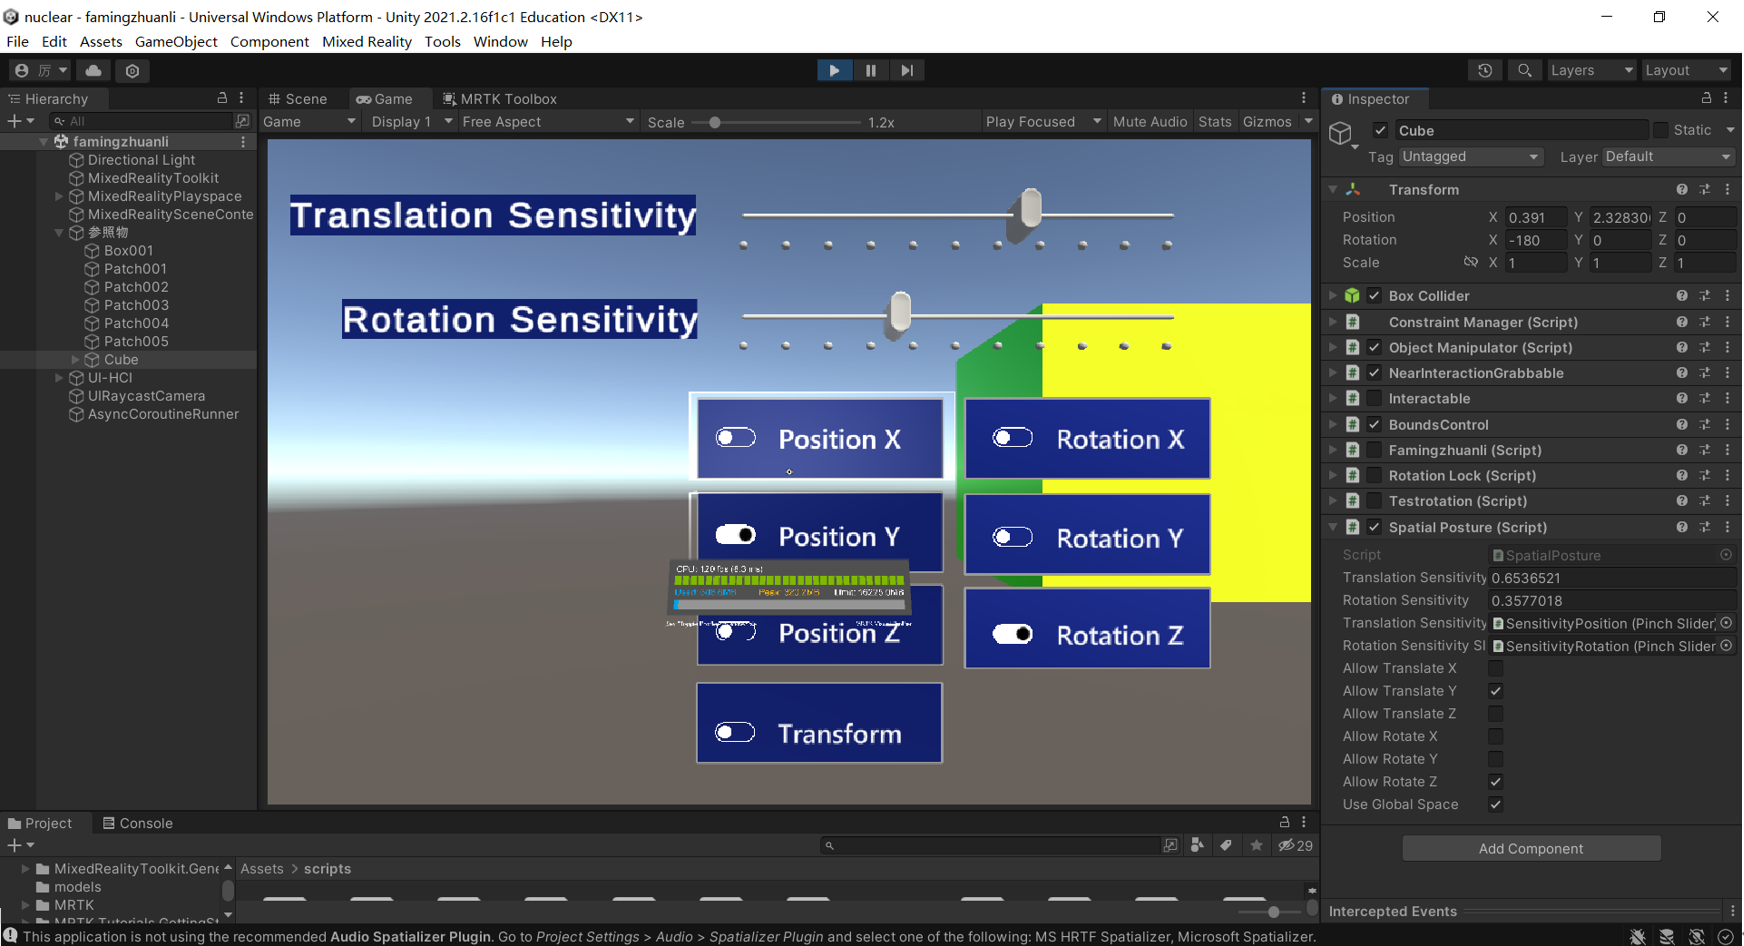 nuclear - famingzhuanli - Universal Windows Platform - Unity 2021.2.16f1c1 Education <DX11>
File Edit Assets GameObject Component Mixed Reality Tools Window Help
厉 Layers Layout
Hierarchy
All
famingzhuanli
Directional Light
MixedRealityToolkit
MixedRealityPlayspace
MixedRealitySceneConte
参照物
Box001
Patch001
Patch002
Patch003
Patch004
Patch005
Cube
UI-HCI
UIRaycastCamera
AsyncCoroutineRunner
Scene Game MRTK Toolbox
Game Display 1 Free Aspect Scale 1.2x Play Focused Mute Audio Stats Gizmos
Translation Sensitivity
Rotation Sensitivity
Position X
Rotation X
Position Y
Rotation Y
CPU: 120 fps (8.3 ms)
Position Z
Rotation Z
Transform
Inspector
Cube Static
Tag Untagged Layer Default
Transform
Position X 0.391 Y 2.32830 Z 0
Rotation X -180 Y 0 Z 0
Scale X 1 Y 1 Z 1
Box Collider
Constraint Manager (Script)
Object Manipulator (Script)
NearInteractionGrabbable
Interactable
BoundsControl
Famingzhuanli (Script)
Rotation Lock (Script)
Testrotation (Script)
Spatial Posture (Script)
Script SpatialPosture
Translation Sensitivity 0.6536521
Rotation Sensitivity 0.3577018
Translation Sensitivity SensitivityPosition (Pinch Slider)
Rotation Sensitivity Sl SensitivityRotation (Pinch Slider
Allow Translate X
Allow Translate Y
Allow Translate Z
Allow Rotate X
Allow Rotate Y
Allow Rotate Z
Use Global Space
Add Component
Intercepted Events
Project Console
29
MixedRealityToolkit.Gene
models
MRTK
Assets > scripts
This application is not using the recommended Audio Spatializer Plugin. Go to Project Settings > Audio > Spatializer Plugin and select one of the following: MS HRTF Spatializer, Microsoft Spatializer.